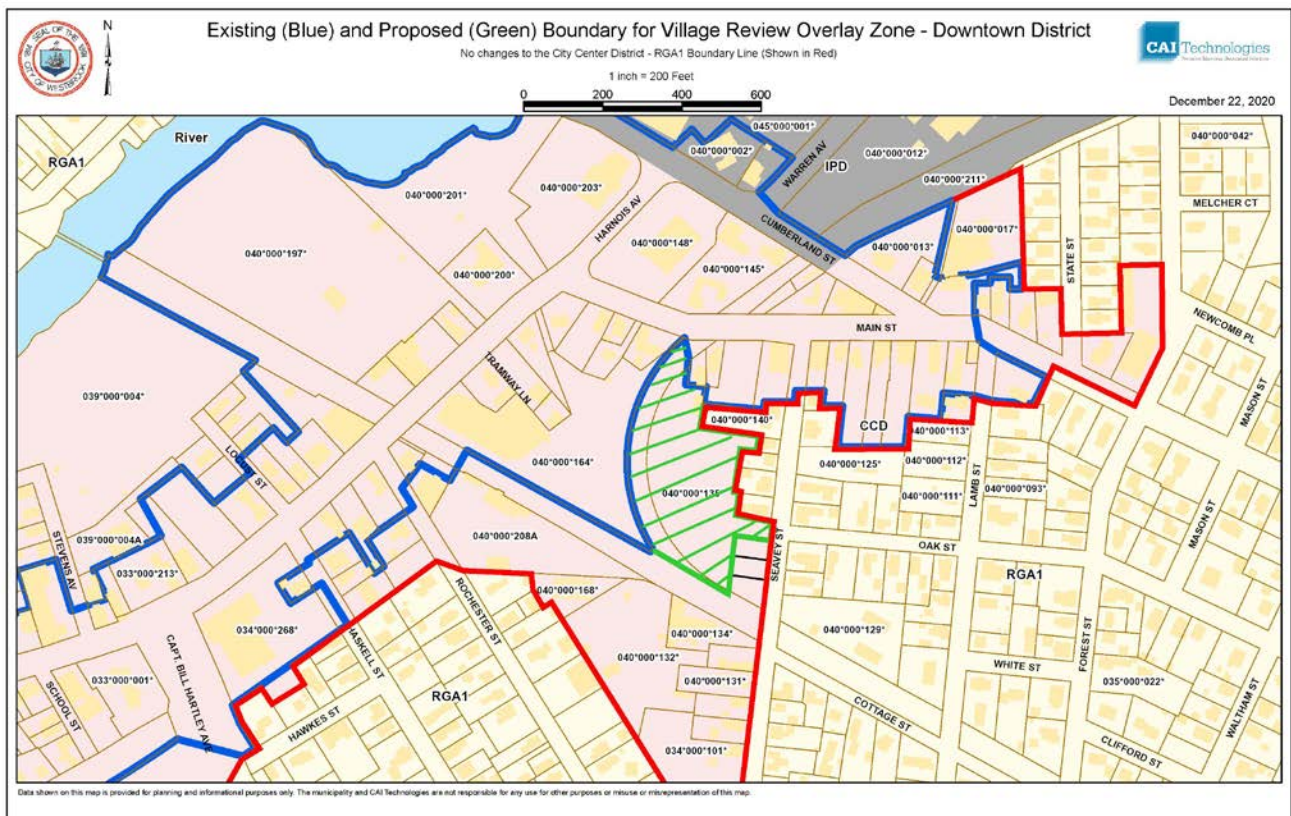 Existing (Blue) and Proposed (Green) Boundary for Village Review Overlay Zone - Downtown District
No changes to the City Center District - RGA1 Boundary Line (Shown in Red)
1 inch = 200 Feet
0 200 400 600
N
CAI Technologies
December 22, 2020
River
RGA1
045*000*001*
040*000*002*
WARREN AV
IPD
040*000*012*
040*000*042*
040*000*211*
MELCHER CT
040*000*201*
040*000*203*
HARNOIS AV
CUMBERLAND ST
040*000*017*
040*000*013*
040*000*148*
040*000*197*
040*000*200*
040*000*145*
STATE ST
MAIN ST
NEWCOMB PL
TRAMWAY LN
039*000*004*
MASON ST
040*000*140*
CCD
040*000*113*
LOCUST ST
040*000*164*
040*000*125*
040*000*112*
040*000*111*
LAMB ST
040*000*093*
MASON ST
STEVENS AV
039*000*004A
040*000*208A
SEAVEY ST
OAK ST
033*000*213*
RGA1
ROCHESTER ST
040*000*168*
034*000*268*
HASKELL ST
040*000*134*
040*000*129*
FOREST ST
CAPT. BILL HARTLEY AVE
040*000*132*
WHITE ST
033*000*001*
040*000*131*
035*000*022*
SCHOOL ST
RGA1
HAWKES ST
COTTAGE ST
WALTHAM ST
034*000*101*
CLIFFORD ST
Data shown on this map is provided for planning and informational purposes only. The municipality and CAI Technologies are not responsible for any use for other purposes or misuse or misrepresentation of this map.